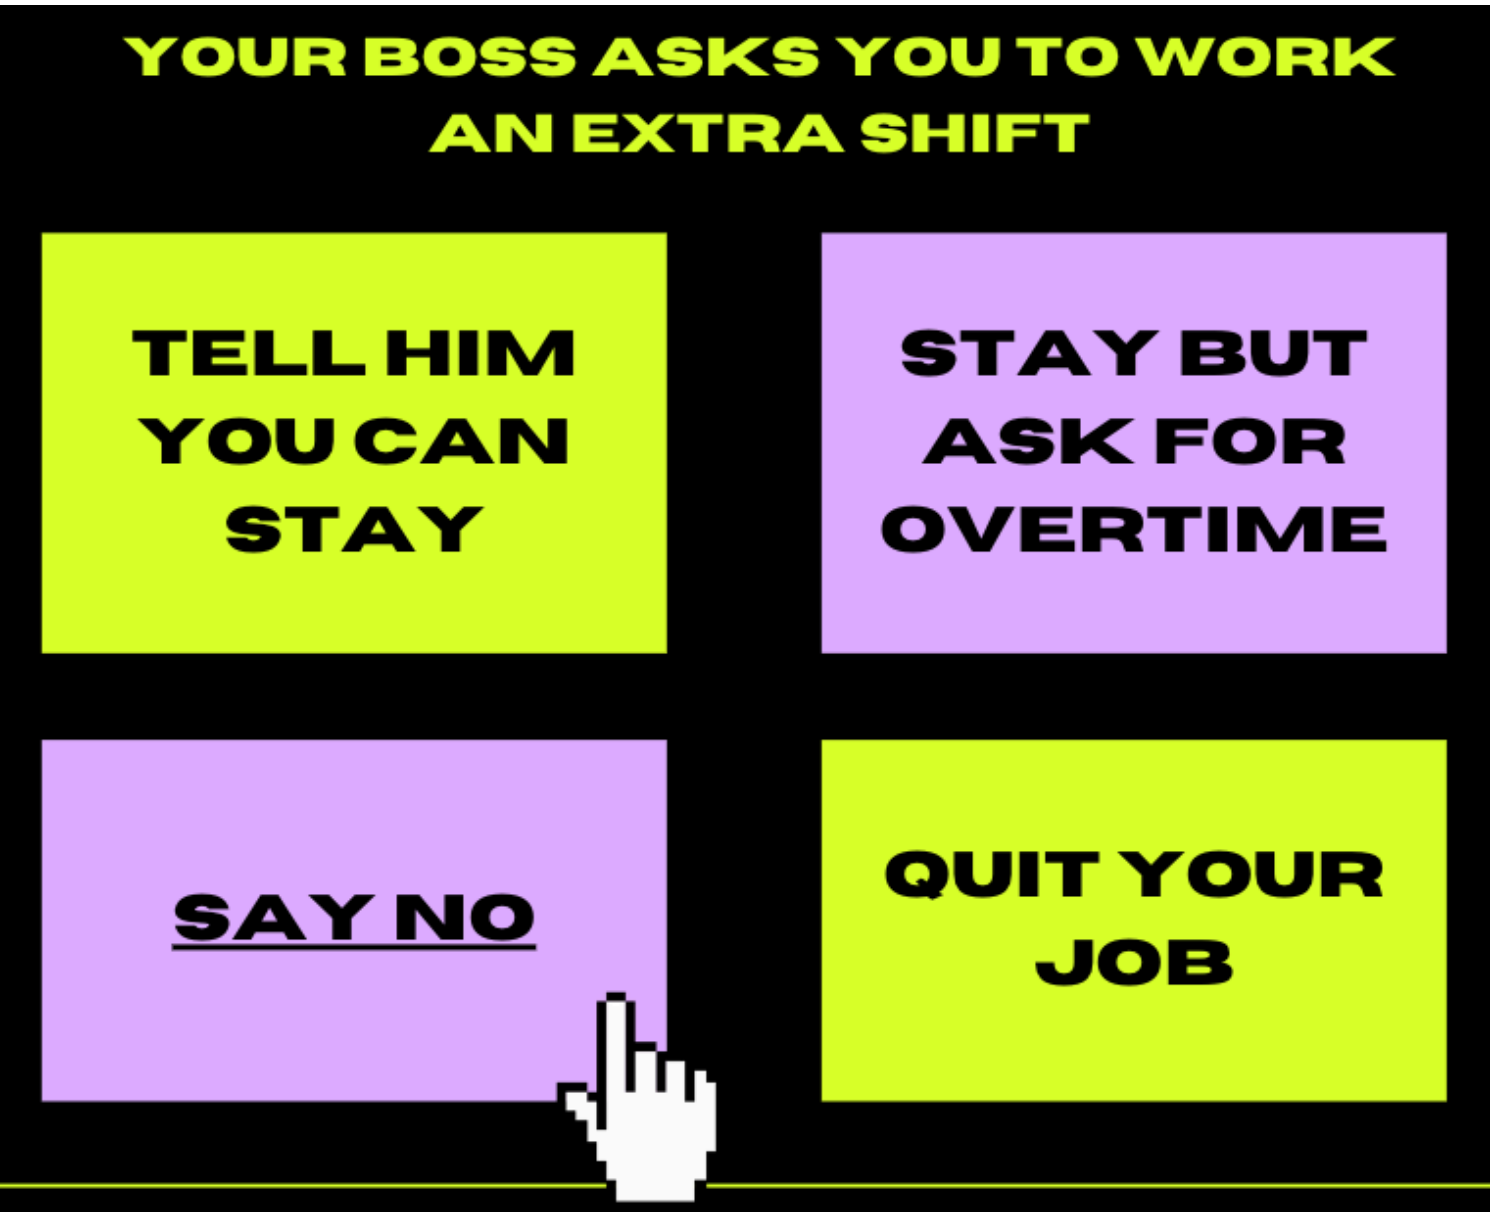 YOUR BOSS ASKS YOU TO WORK
AN EXTRA SHIFT
TELL HIM
YOU CAN
STAY
STAY BUT
ASK FOR
OVERTIME
SAY NO
QUIT YOUR
JOB